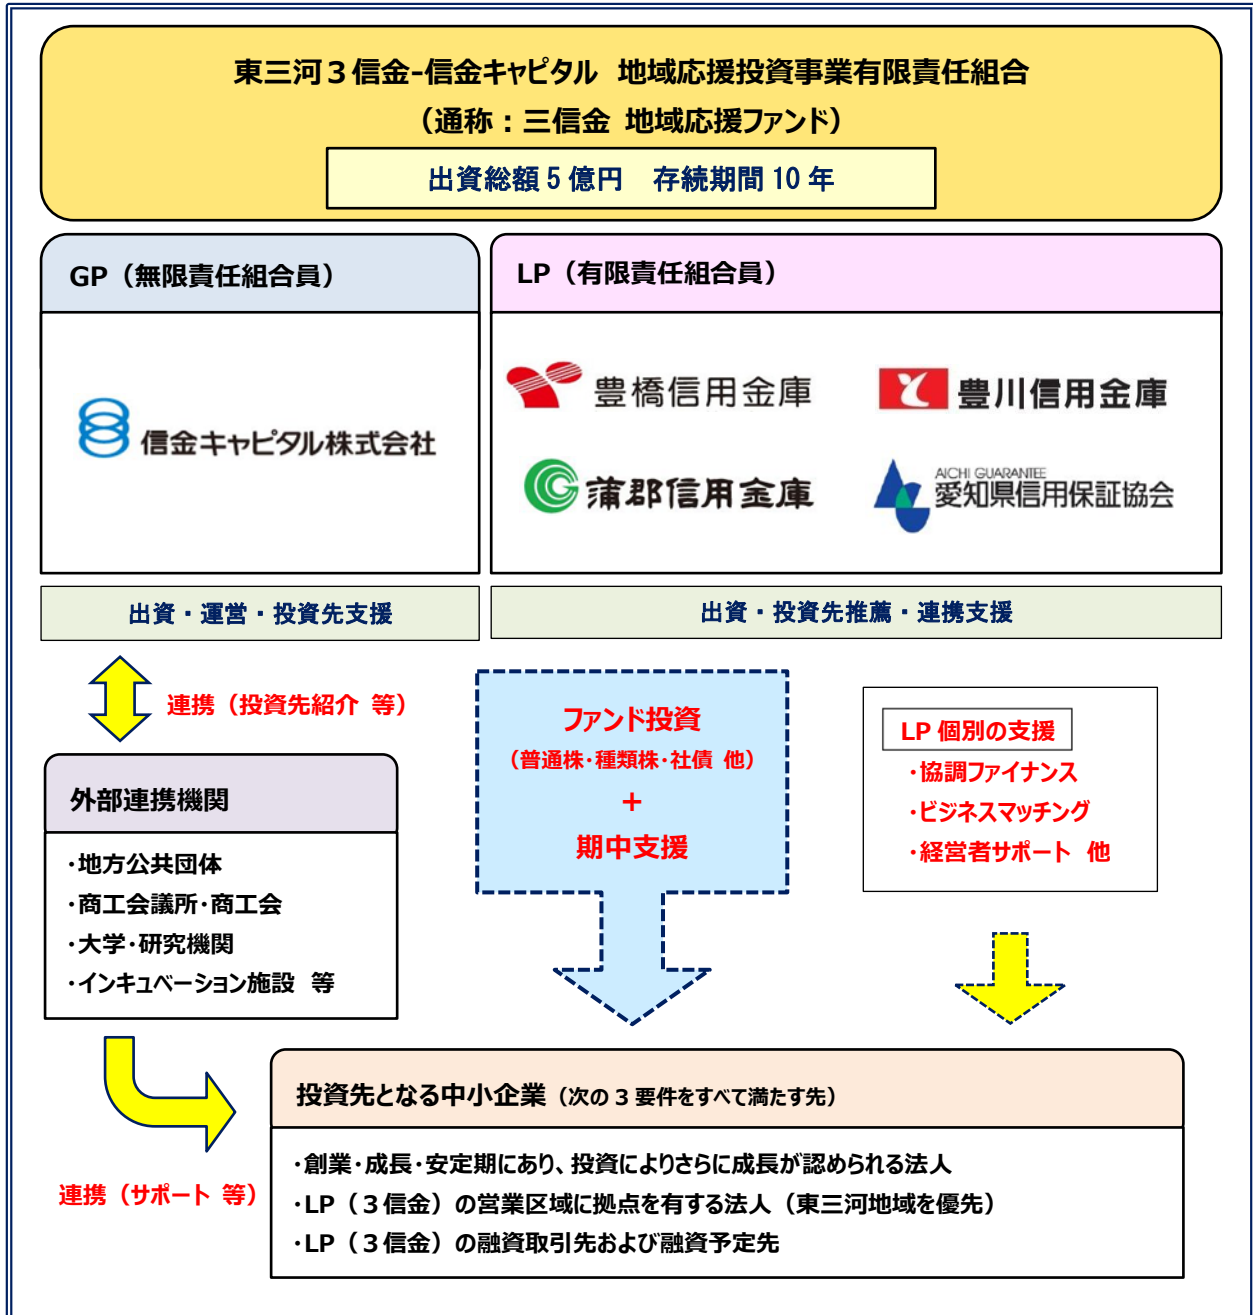 東三河３信金-信金キャピタル 地域応援投資事業有限責任組合
（通称：三信金 地域応援ファンド）
出資総額 5 億円　存続期間 10 年
GP（無限責任組合員）
LP（有限責任組合員）
信金キャピタル株式会社
豊橋信用金庫
豊川信用金庫
蒲郡信用金庫
AICHI GUARANTEE
愛知県信用保証協会
出資・運営・投資先支援
出資・投資先推薦・連携支援
連携（投資先紹介 等）
外部連携機関
・地方公共団体
・商工会議所・商工会
・大学・研究機関
・インキュベーション施設 等
ファンド投資
（普通株・種類株・社債 他）
+
期中支援
LP 個別の支援
・協調ファイナンス
・ビジネスマッチング
・経営者サポート 他
連携（サポート 等）
投資先となる中小企業（次の 3 要件をすべて満たす先）
・創業・成長・安定期にあり、投資によりさらに成長が認められる法人
・LP（３信金）の営業区域に拠点を有する法人（東三河地域を優先）
・LP（３信金）の融資取引先および融資予定先